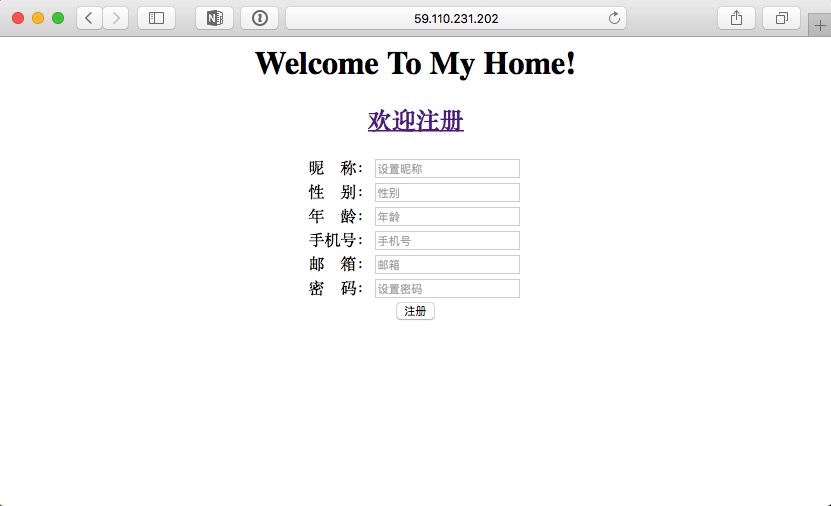 59.110.231.202
Welcome To My Home!
欢迎注册
昵 称： 设置昵称
性 别： 性别
年 龄： 年龄
手机号： 手机号
邮 箱： 邮箱
密 码： 设置密码
注册